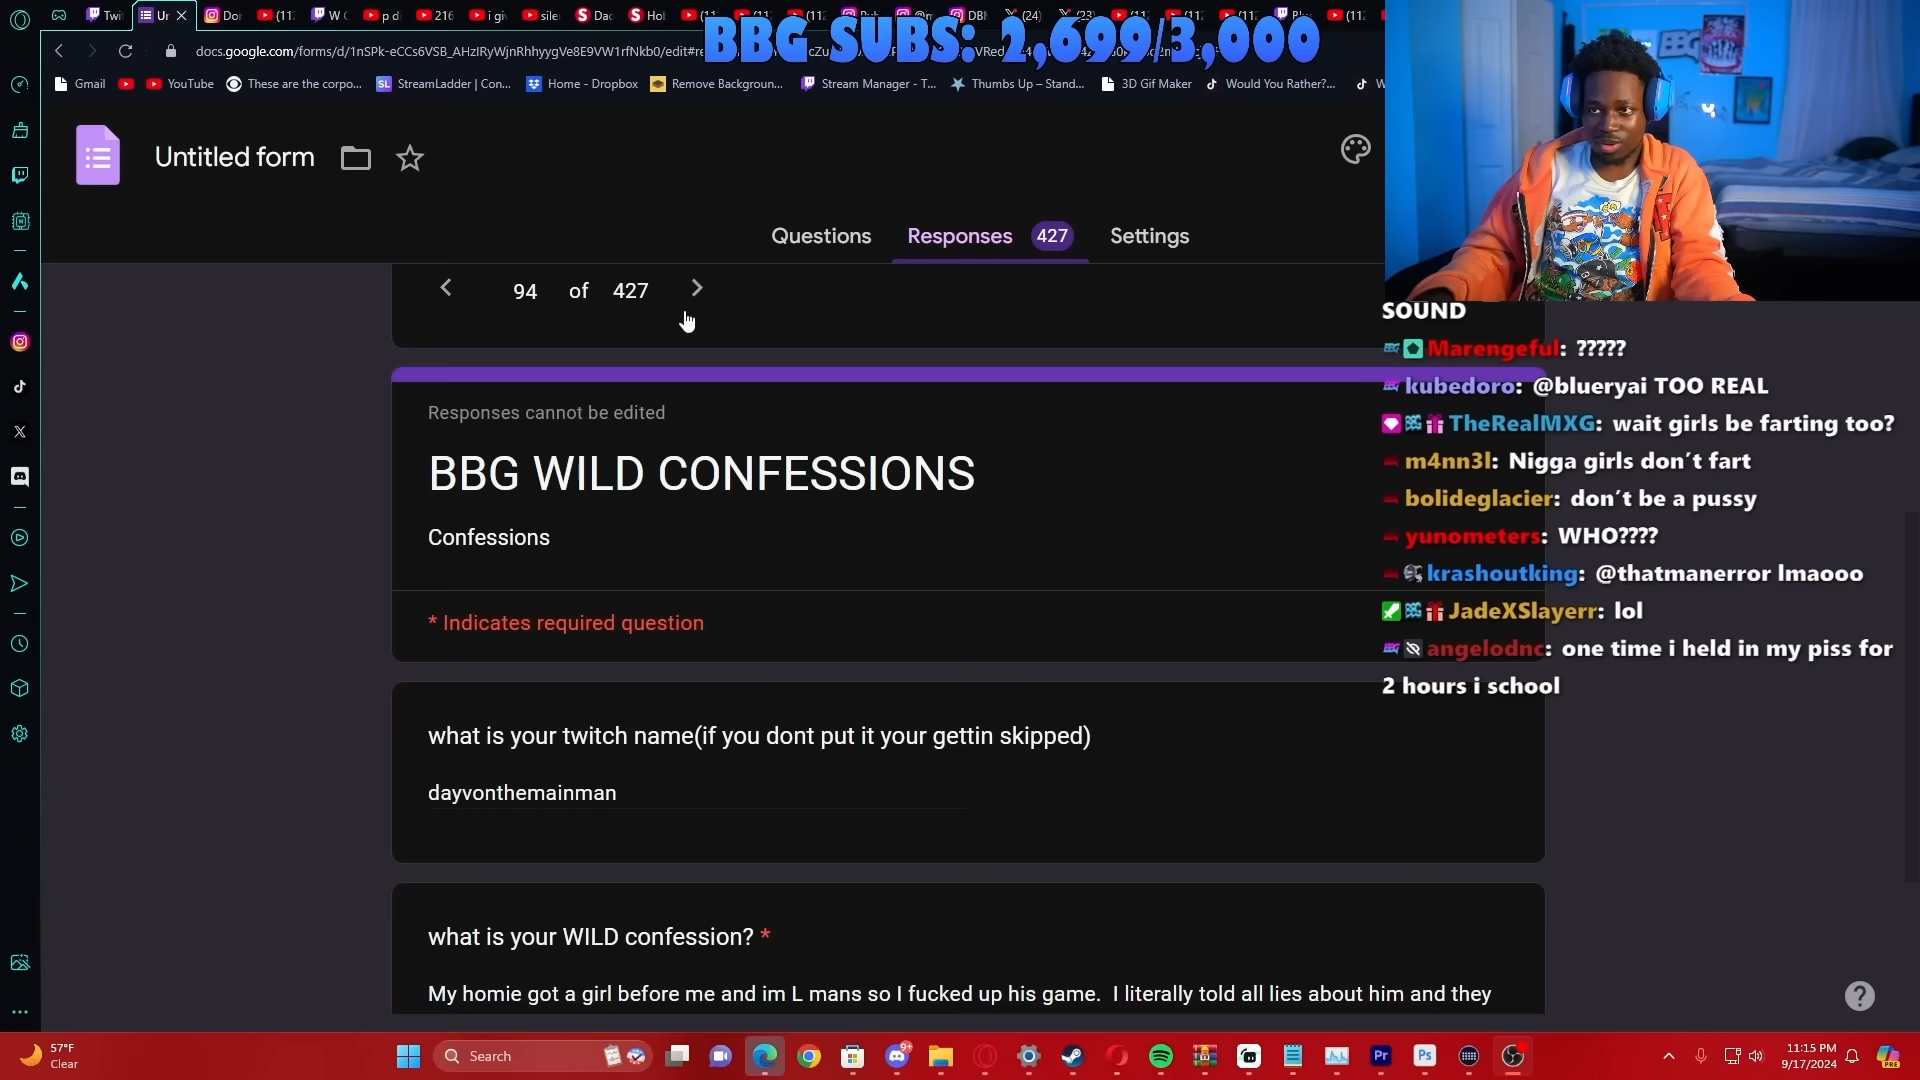 BBG SUBS: 2,699/3,000
docs.google.com/forms/d/1nSPk-eCCs6VSB_AHzIRyWjnRhhyygVe8E9VW1rfNkb0/edit#re
Gmail
YouTube
These are the corpo...
StreamLadder | Con...
Home - Dropbox
Remove Backgroun...
Stream Manager - T...
Thumbs Up – Stand...
3D Gif Maker
Would You Rather?...
Untitled form
Questions
Responses 427
Settings
94 of 427
Responses cannot be edited
BBG WILD CONFESSIONS
Confessions
* Indicates required question
what is your twitch name(if you dont put it your gettin skipped)
dayvonthemainman
what is your WILD confession? *
My homie got a girl before me and im L mans so I fucked up his game. I literally told all lies about him and they
SOUND
Marengeful: ?????
kubedoro: @blueryai TOO REAL
TheRealMXG: wait girls be farting too?
m4nn3l: Nigga girls don't fart
bolideglacier: don't be a pussy
yunometers: WHO????
krashoutking: @thatmanerror lmaooo
JadeXSlayerr: lol
angelodnc: one time i held in my piss for
2 hours i school
57°F
Clear
Search
11:15 PM
9/17/2024